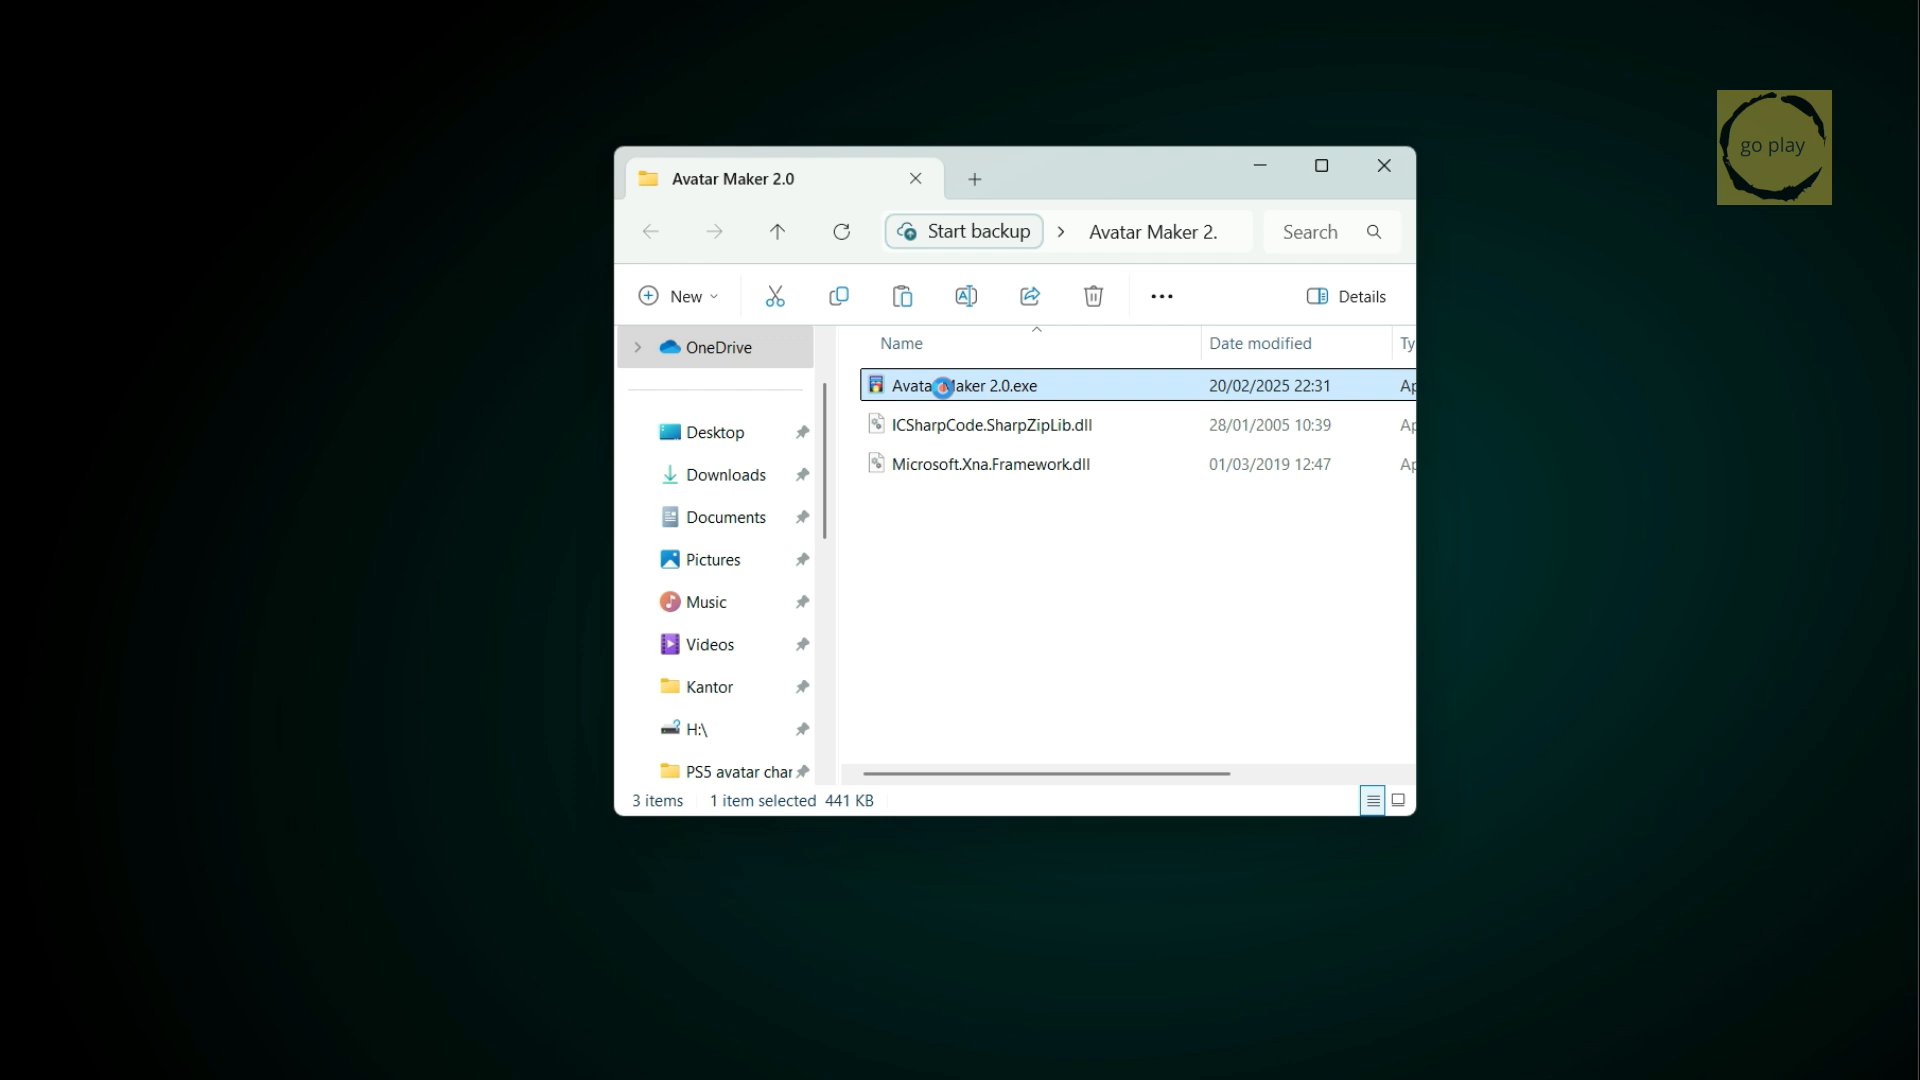 go play
Avatar Maker 2.0
Start backup
Avatar Maker 2.
Search
New
Details
OneDrive
Name
Date modified
Ty
Avata Maker 2.0.exe
20/02/2025 22:31
Ap
ICSharpCode.SharpZipLib.dll
28/01/2005 10:39
Ap
Microsoft.Xna.Framework.dll
01/03/2019 12:47
Ap
Desktop
Downloads
Documents
Pictures
Music
Videos
Kantor
H:\
PS5 avatar char
3 items
1 item selected 441 KB